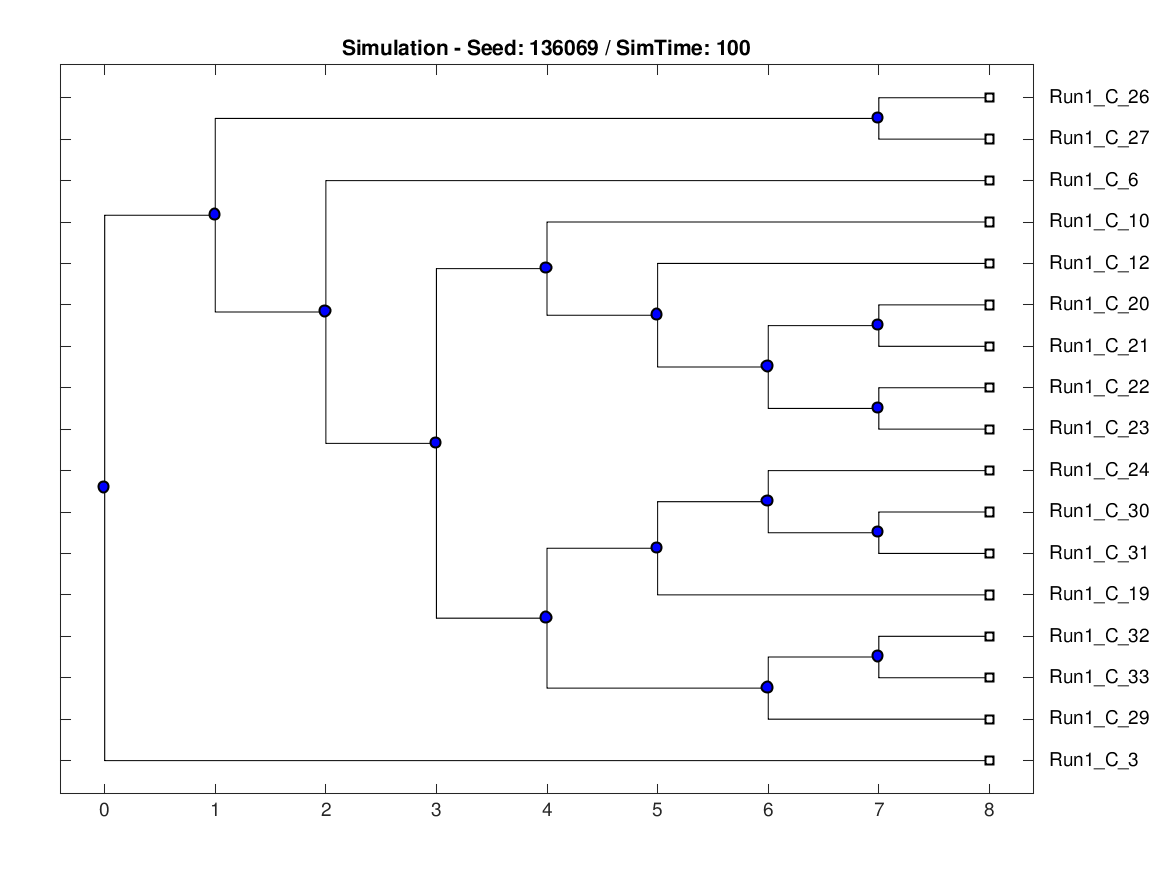 Simulation - Seed: 136069 / SimTime: 100
Run1_C_26
Run1_C_27
Run1_C_6
Run1_C_10
Run1_C_12
Run1_C_20
Run1_C_21
Run1_C_22
Run1_C_23
Run1_C_24
Run1_C_30
Run1_C_31
Run1_C_19
Run1_C_32
Run1_C_33
Run1_C_29
Run1_C_3
0 1 2 3 4 5 6 7 8